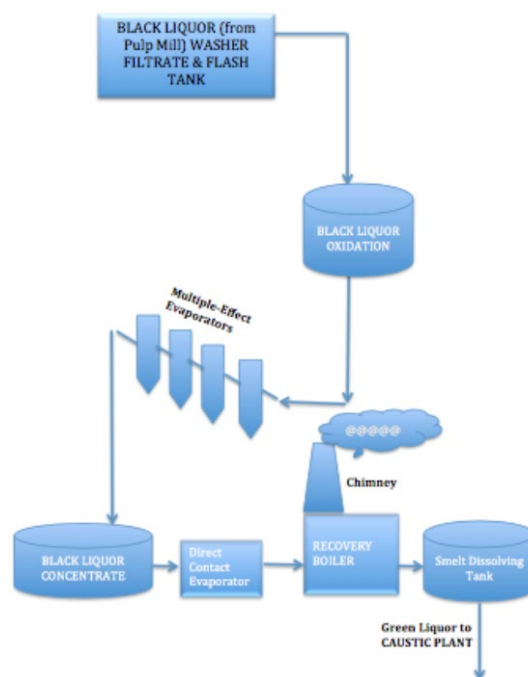 BLACK LIQUOR (from
Pulp Mill) WASHER
FILTRATE & FLASH
TANK
BLACK LIQUOR
OXIDATION
Multiple-Effect
Evaporators
@@@@@
Chimney
BLACK LIQUOR
CONCENTRATE
Direct
Contact
Evaporator
RECOVERY
BOILER
Smelt Dissolving
Tank
Green Liquor to
CAUSTIC PLANT